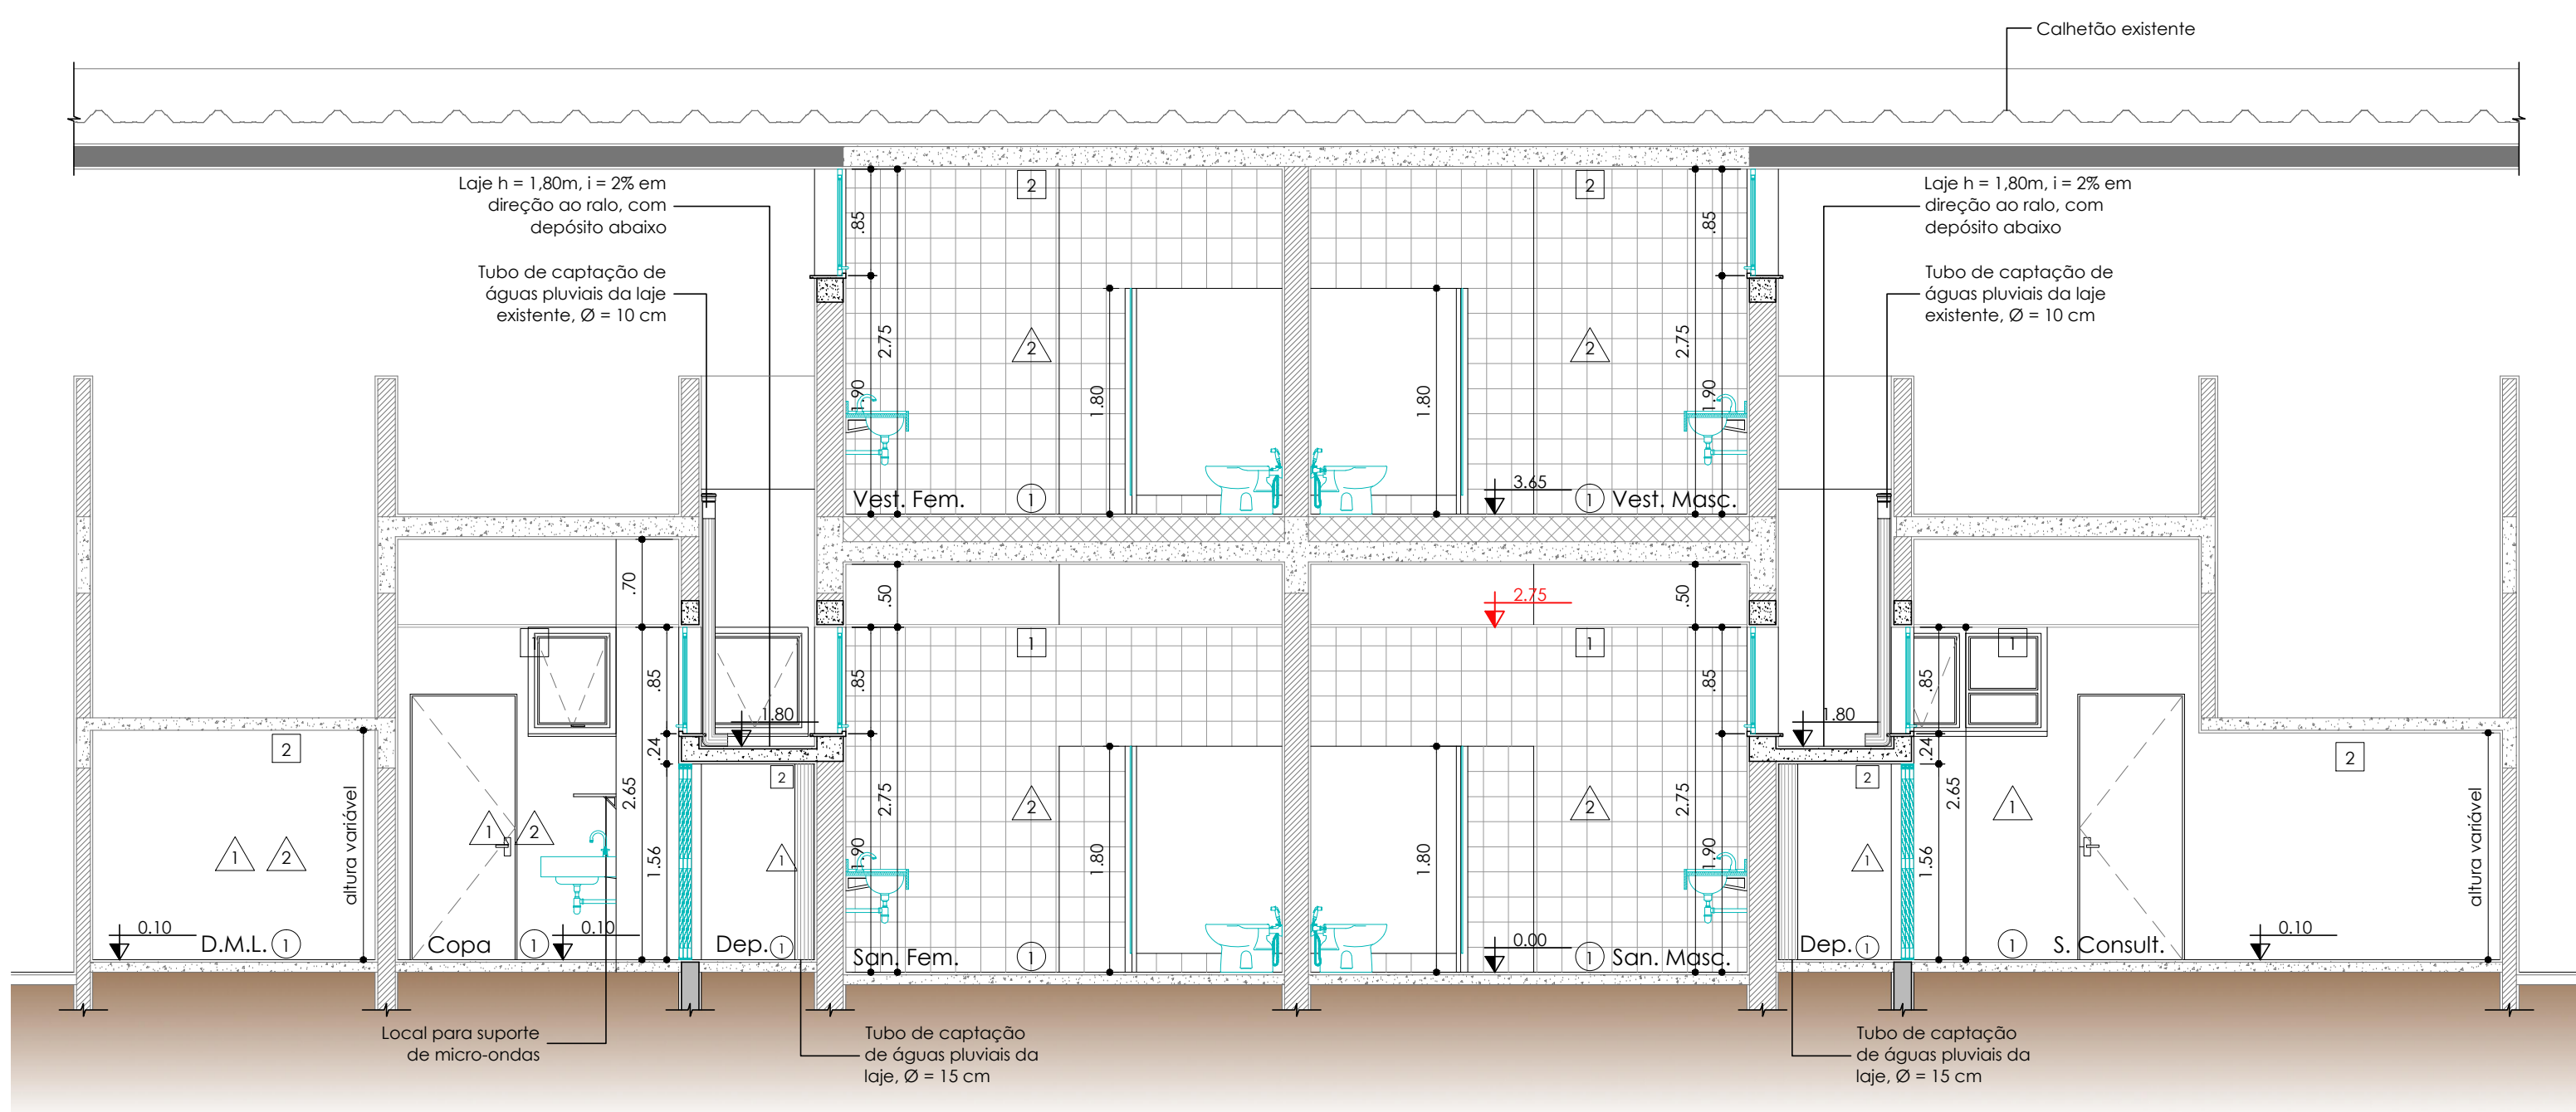 Calhetão existente
Laje h = 1,80m, i = 2% em
direção ao ralo, com
depósito abaixo
Tubo de captação de
águas pluviais da laje
existente, Ø = 10 cm
Laje h = 1,80m, i = 2% em
direção ao ralo, com
depósito abaixo
Tubo de captação de
águas pluviais da laje
existente, Ø = 10 cm
2
2
.85
.85
2.75
2.75
2
2
1.90
1.80
1.80
1.90
3.65
Vest. Fem.
1
1
Vest. Masc.
.70
.50
2.75
.50
1
1
1
1
.85
.85
.85
.85
1.80
1.80
2
.24
.24
2
2
2
2.65
2.75
2.75
2.65
altura variável
1
2
1
2
1.56
1
2
2
1
1.56
1
altura variável
1.90
1.80
1.80
1.90
0.10
D.M.L.
1
Copa
1
0.10
Dep.
1
San. Fem.
1
0.00
1
San. Masc.
Dep.
1
1
S. Consult.
0.10
Local para suporte
de micro-ondas
Tubo de captação
de águas pluviais da
laje, Ø = 15 cm
Tubo de captação
de águas pluviais da
laje, Ø = 15 cm